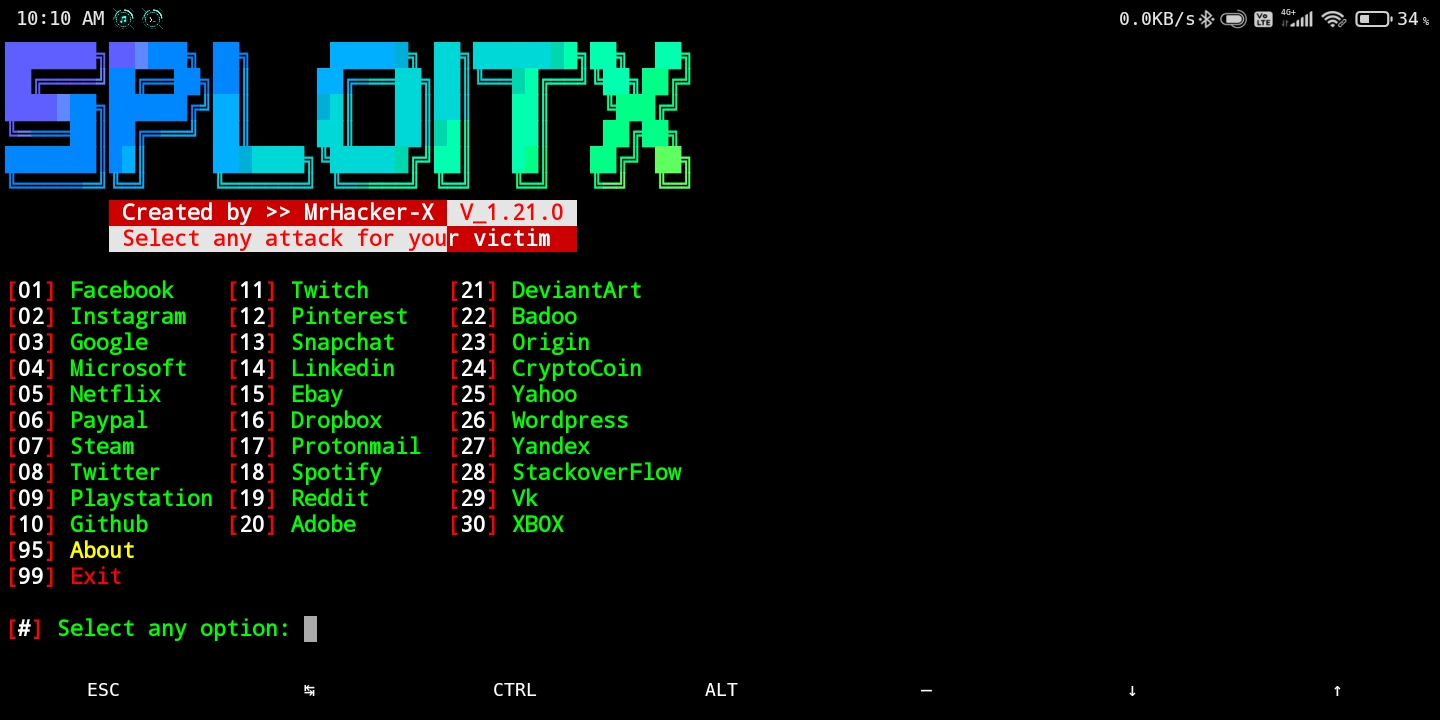 10:10 AM 0.0KB/s Vo LTE 4G+ 34 %
SPLOITX
Created by >> MrHacker-X V_1.21.0
Select any attack for your victim
[01] Facebook [11] Twitch [21] DeviantArt
[02] Instagram [12] Pinterest [22] Badoo
[03] Google [13] Snapchat [23] Origin
[04] Microsoft [14] Linkedin [24] CryptoCoin
[05] Netflix [15] Ebay [25] Yahoo
[06] Paypal [16] Dropbox [26] Wordpress
[07] Steam [17] Protonmail [27] Yandex
[08] Twitter [18] Spotify [28] StackoverFlow
[09] Playstation [19] Reddit [29] Vk
[10] Github [20] Adobe [30] XBOX
[95] About
[99] Exit
[#] Select any option:
ESC ↹ CTRL ALT — ↓ ↑